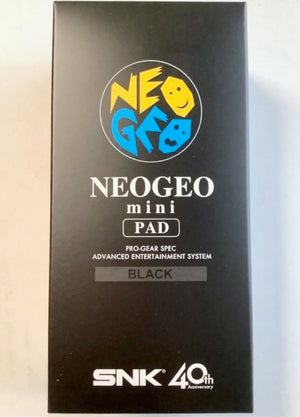 NEO
GEO
NEOGEO
mini
PAD
PRO-GEAR SPEC
ADVANCED ENTERTAINMENT SYSTEM
BLACK
SNK® 40th
Anniversary